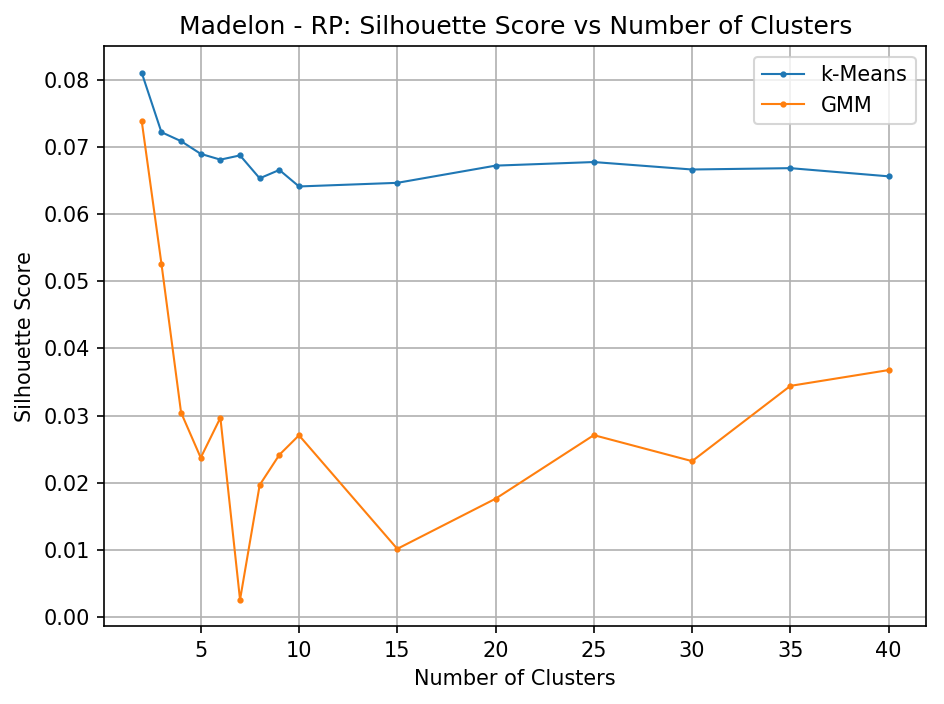 Madelon - RP: Silhouette Score vs Number of Clusters
k-Means
GMM
Silhouette Score
0.08
0.07
0.06
0.05
0.04
0.03
0.02
0.01
0.00
5 10 15 20 25 30 35 40
Number of Clusters